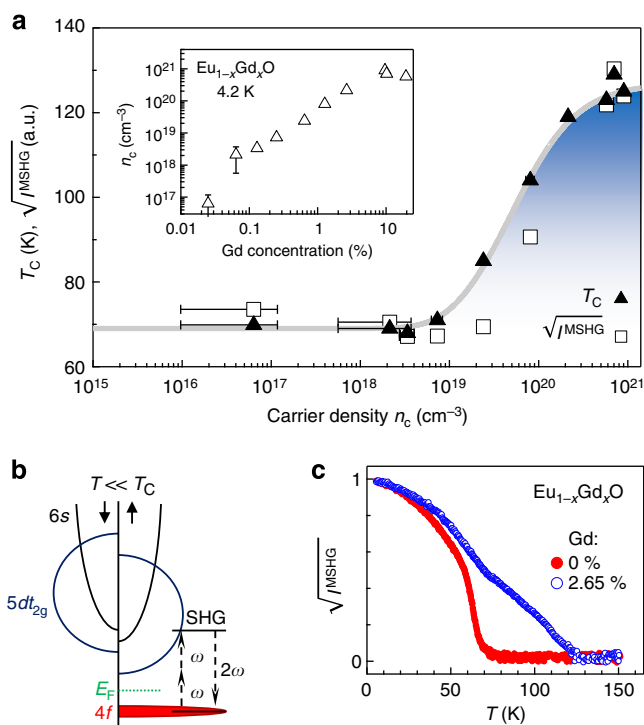 a
T_C (K), √I^MSHG (a.u.)
140
120
100
80
60
10^15 10^16 10^17 10^18 10^19 10^20 10^21
Carrier density n_c (cm^−3)
T_C
√I^MSHG
Eu_1−xGd_xO
4.2 K
n_c (cm^−3)
10^21
10^20
10^19
10^18
10^17
0.01 0.1 1 10
Gd concentration (%)
b
T << T_C
6s
5dt_2g
SHG
ω
2ω
ω
E_F
4f
c
√I^MSHG
1
0
0 50 100 150
T (K)
Eu_1−xGd_xO
Gd:
0 %
2.65 %